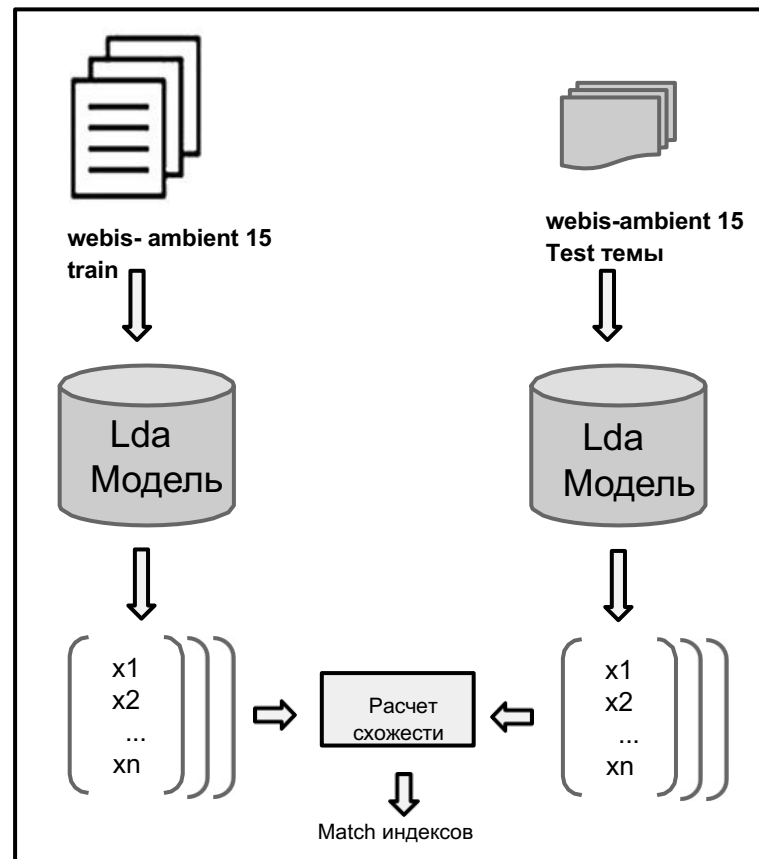 webis- ambient 15
train
webis-ambient 15
Test темы
Lda
Модель
Lda
Модель
x1
x2
...
xn
Расчет
схожести
x1
x2
...
xn
Match индексов